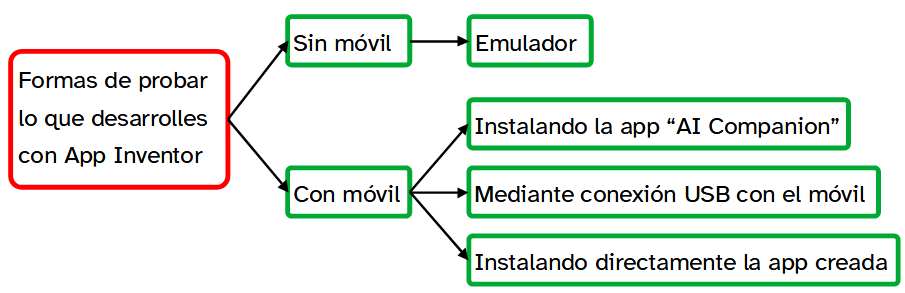 Formas de probar
lo que desarrolles
con App Inventor
Sin móvil
Emulador
Con móvil
Instalando la app “AI Companion”
Mediante conexión USB con el móvil
Instalando directamente la app creada